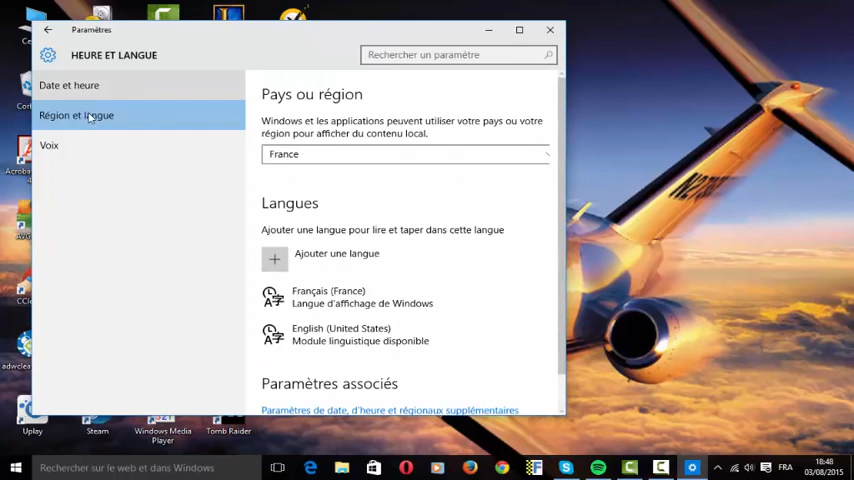 Paramètres
HEURE ET LANGUE
Rechercher un paramètre
Date et heure
Région et langue
Voix
Pays ou région
Windows et les applications peuvent utiliser votre pays ou votre
région pour afficher du contenu local.
France
Langues
Ajouter une langue pour lire et taper dans cette langue
Ajouter une langue
Français (France)
Langue d'affichage de Windows
English (United States)
Module linguistique disponible
Paramètres associés
Paramètres de date, d'heure et régionaux supplémentaires
Uplay
Steam
Windows Media
Player
Tomb Raider
Rechercher sur le web et dans Windows
FRA
18:48
03/08/2015